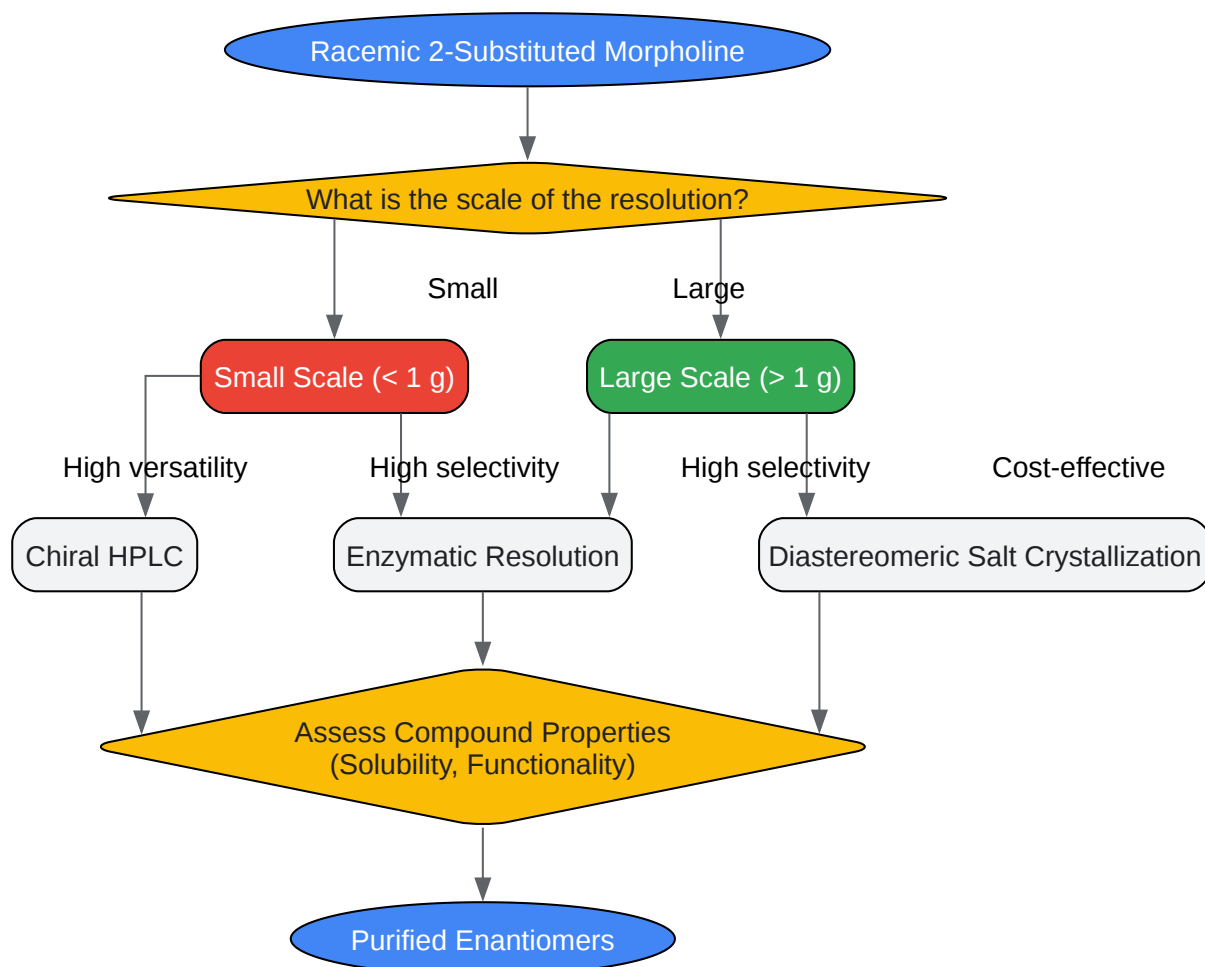 Racemic 2-Substituted Morpholine
What is the scale of the resolution?
Small
Large
Small Scale (< 1 g)
Large Scale (> 1 g)
High versatility
High selectivity
High selectivity
Cost-effective
Chiral HPLC
Enzymatic Resolution
Diastereomeric Salt Crystallization
Assess Compound Properties
(Solubility, Functionality)
Purified Enantiomers